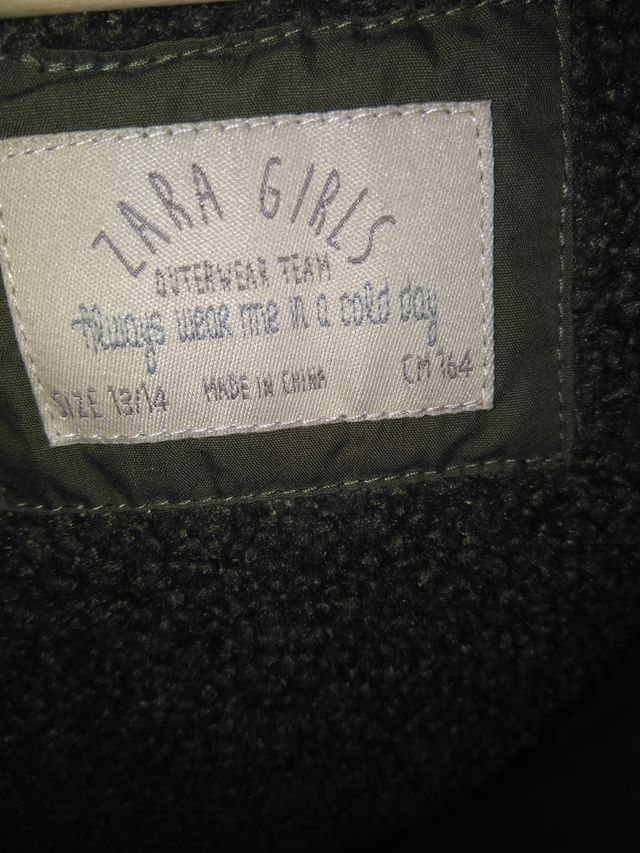 ZARA GIRLS
OUTERWEAR TEAM
Always wear me in a cold day
SIZE 13/14 MADE IN CHINA CM 164